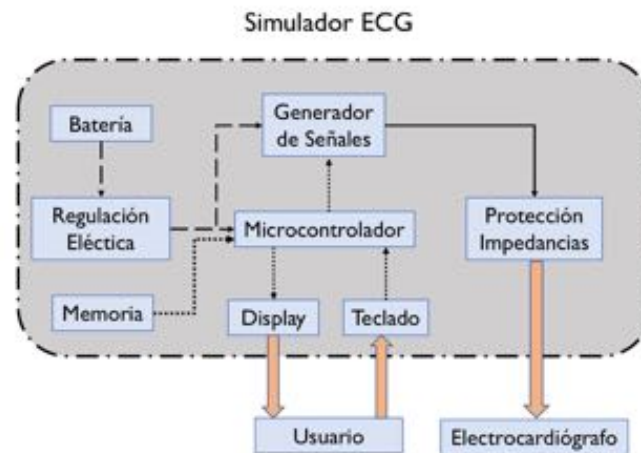 Simulador ECG
Batería
Generador
de Señales
Regulación
Eléctica
Microcontrolador
Protección
Impedancias
Memoria
Display
Teclado
Usuario
Electrocardiógrafo